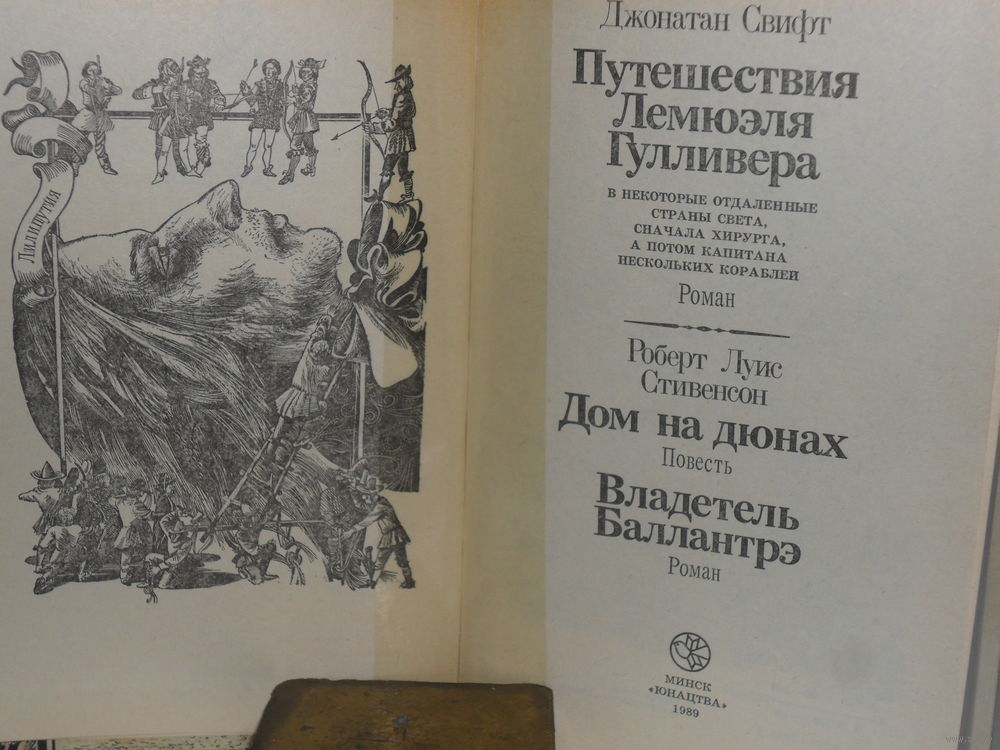 Лилипутия
Джонатан Свифт
Путешествия
Лемюэля
Гулливера
В НЕКОТОРЫЕ ОТДАЛЕННЫЕ
СТРАНЫ СВЕТА,
СНАЧАЛА ХИРУРГА,
А ПОТОМ КАПИТАНА
НЕСКОЛЬКИХ КОРАБЛЕЙ
Роман
Роберт Луис
Стивенсон
Дом на дюнах
Повесть
Владетель
Баллантрэ
Роман
МИНСК
«ЮНАЦТВА»
1989